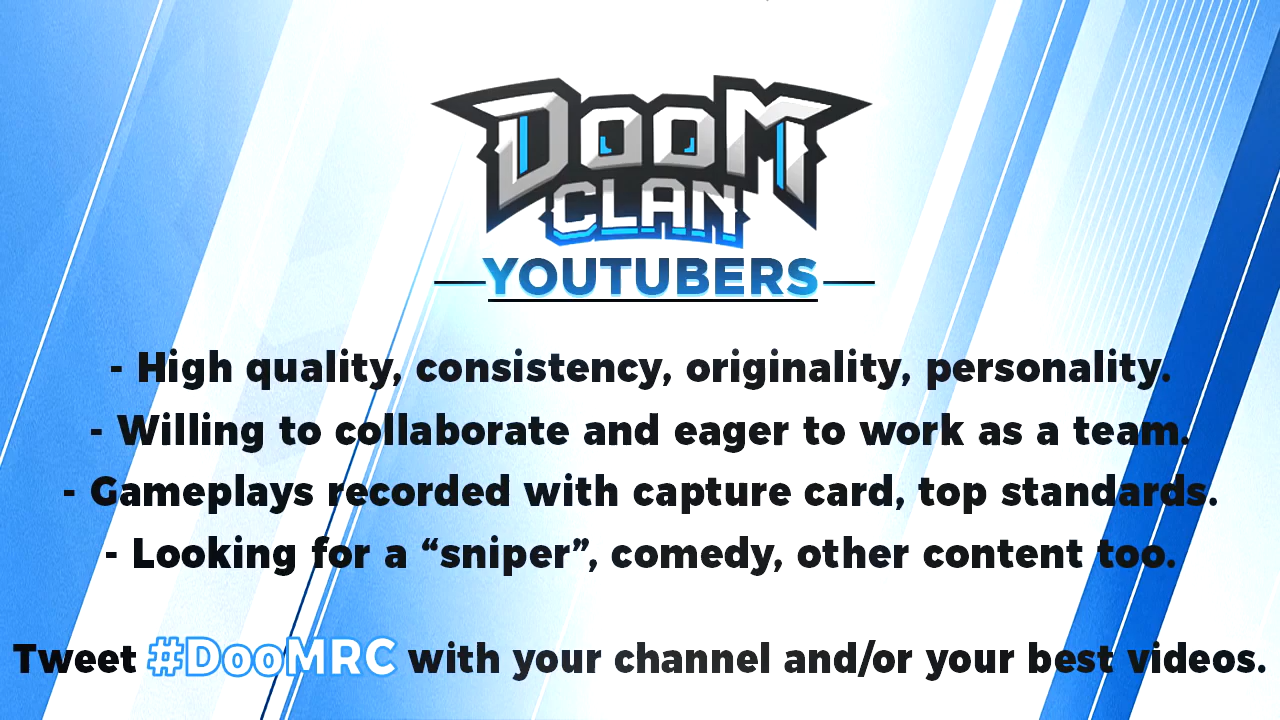 DOOM
CLAN
YOUTUBERS
- High quality, consistency, originality, personality.
- Willing to collaborate and eager to work as a team.
- Gameplays recorded with capture card, top standards.
- Looking for a “sniper”, comedy, other content too.
Tweet #DooMRC with your channel and/or your best videos.